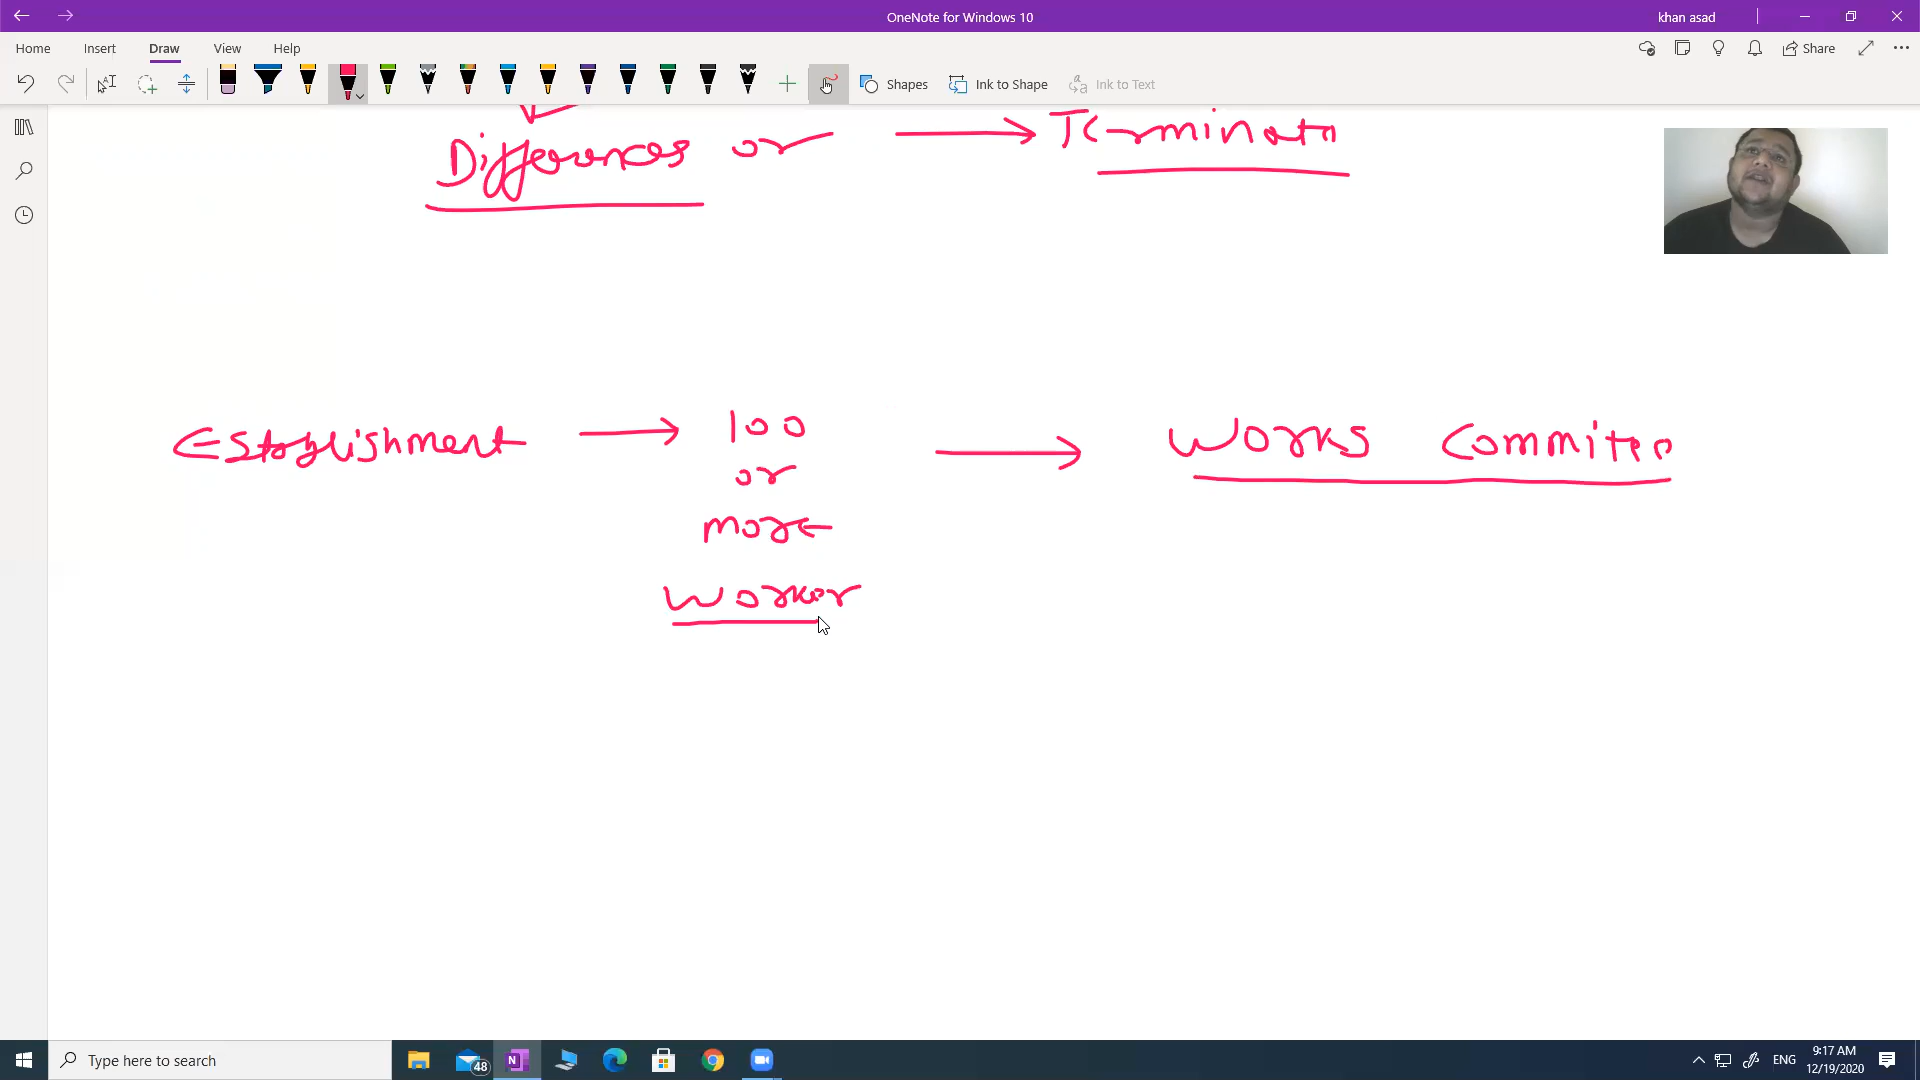 OneNote for Windows 10
khan asad
Home Insert Draw View Help
Share
Shapes Ink to Shape Ink to Text
Differences or → Terminate
Establishment → 100 → Works Committee
or
more
worker
Type here to search
48
ENG
9:17 AM
12/19/2020